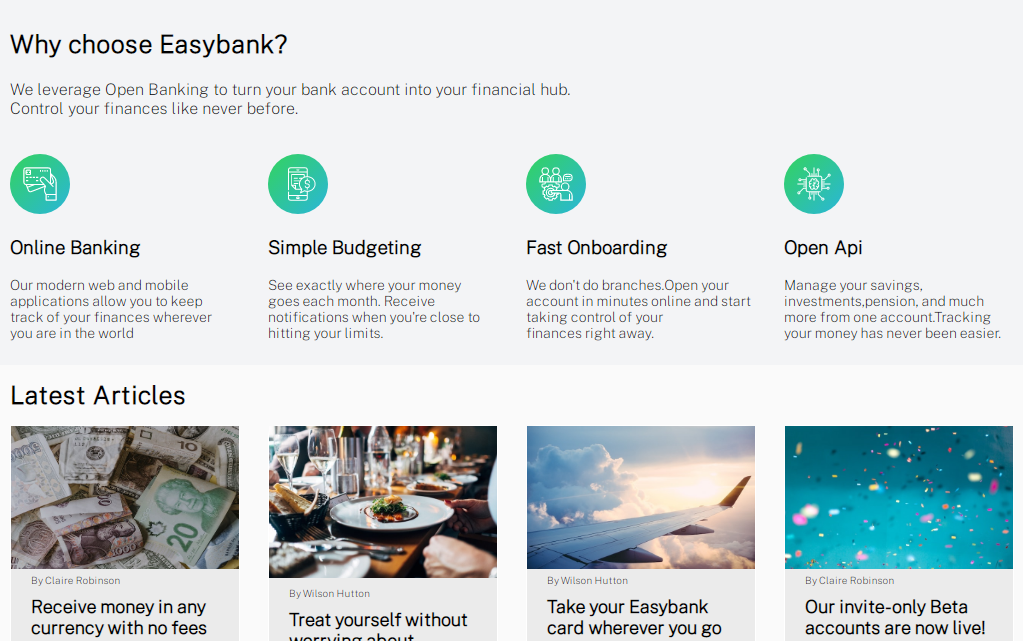 Why choose Easybank?
We leverage Open Banking to turn your bank account into your financial hub.
Control your finances like never before.
Online Banking
Our modern web and mobile
applications allow you to keep
track of your finances wherever
you are in the world
Simple Budgeting
See exactly where your money
goes each month. Receive
notifications when you're close to
hitting your limits.
Fast Onboarding
We don't do branches.Open your
account in minutes online and start
taking control of your
finances right away.
Open Api
Manage your savings,
investments,pension, and much
more from one account.Tracking
your money has never been easier.
Latest Articles
20
10
1000
By Claire Robinson
Receive money in any
currency with no fees
By Wilson Hutton
Treat yourself without
worrying about
By Wilson Hutton
Take your Easybank
card wherever you go
By Claire Robinson
Our invite-only Beta
accounts are now live!